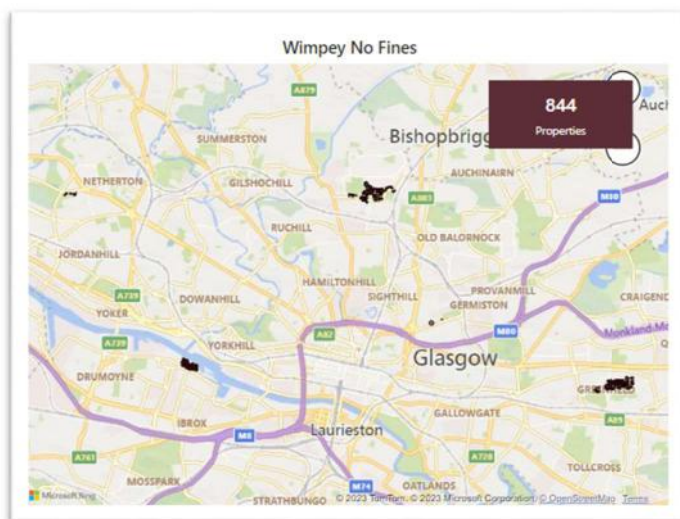 Wimpey No Fines
A879
844
Properties
Auch
Bishopbrigg
SUMMERSTON
AUCHINAIRN
NETHERTON
GILSHOCHILL
A803
M80
RUCHILL
OLD BALORNOCK
JORDANHILL
HAMILTONHILL
PROVANMILL
A739
DOWANHILL
SIGHTHILL
GERMISTON
CRAIGEND
YOKER
A82
M80
Monkland Mo
A739
YORKHILL
Glasgow
DRUMOYNE
GREENFIELD
IBROX
GALLOWGATE
A89
M8
Laurieston
A761
A728
TOLLCROSS
MOSSPARK
M74
OATLANDS
Microsoft Bing
STRATHBUNGO
© 2023 TomTom, © 2023 Microsoft Corporation, © OpenStreetMap Terms